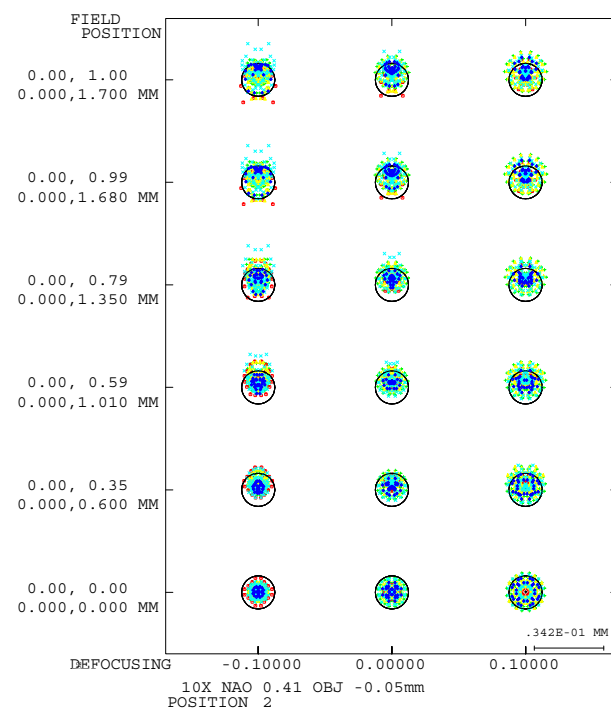 FIELD
POSITION
0.00, 1.00
0.000,1.700 MM
0.00, 0.99
0.000,1.680 MM
0.00, 0.79
0.000,1.350 MM
0.00, 0.59
0.000,1.010 MM
0.00, 0.35
0.000,0.600 MM
0.00, 0.00
0.000,0.000 MM
.342E-01 MM
DEFOCUSING -0.10000 0.00000 0.10000
10X NAO 0.41 OBJ -0.05mm
POSITION 2